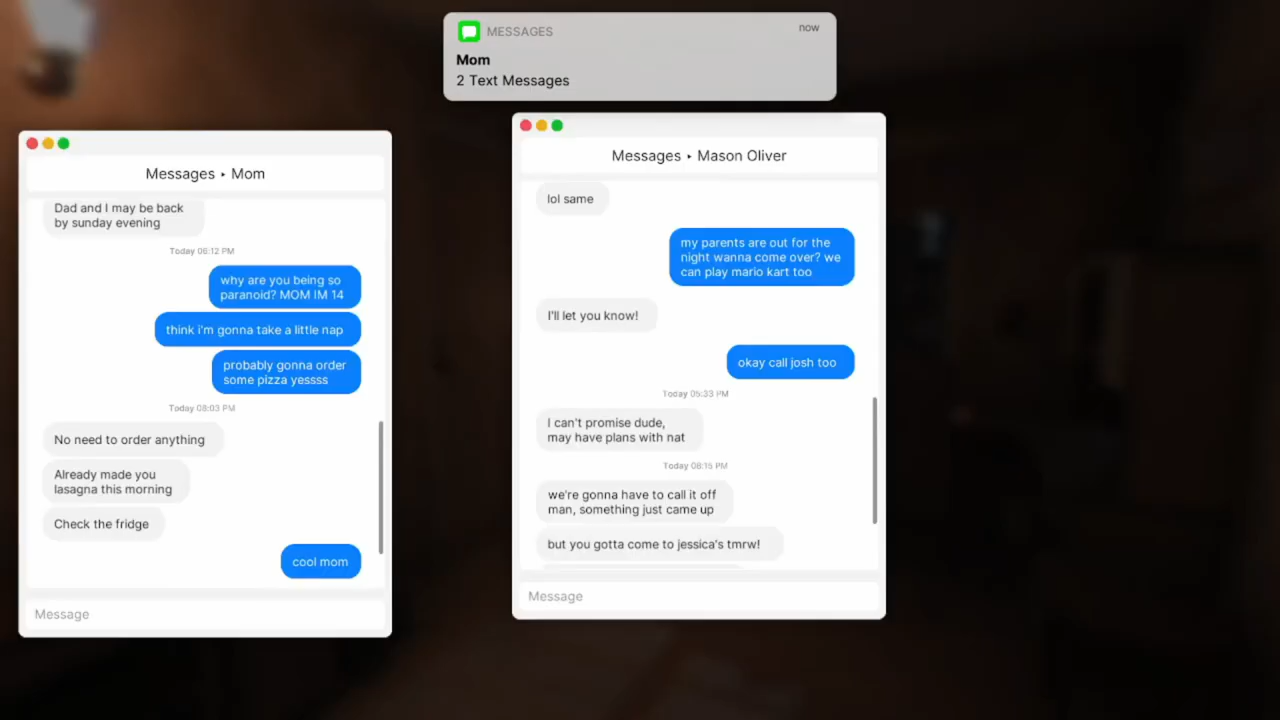 MESSAGES
now
Mom
2 Text Messages
Messages ‣ Mom
Dad and I may be back
by sunday evening
Today 06:12 PM
why are you being so
paranoid? MOM IM 14
think i'm gonna take a little nap
probably gonna order
some pizza yessss
Today 08:03 PM
No need to order anything
Already made you
lasagna this morning
Check the fridge
cool mom
Message
Messages ‣ Mason Oliver
lol same
my parents are out for the
night wanna come over? we
can play mario kart too
I'll let you know!
okay call josh too
Today 05:33 PM
I can't promise dude,
may have plans with nat
Today 08:15 PM
we're gonna have to call it off
man, something just came up
but you gotta come to jessica's tmrw!
Message